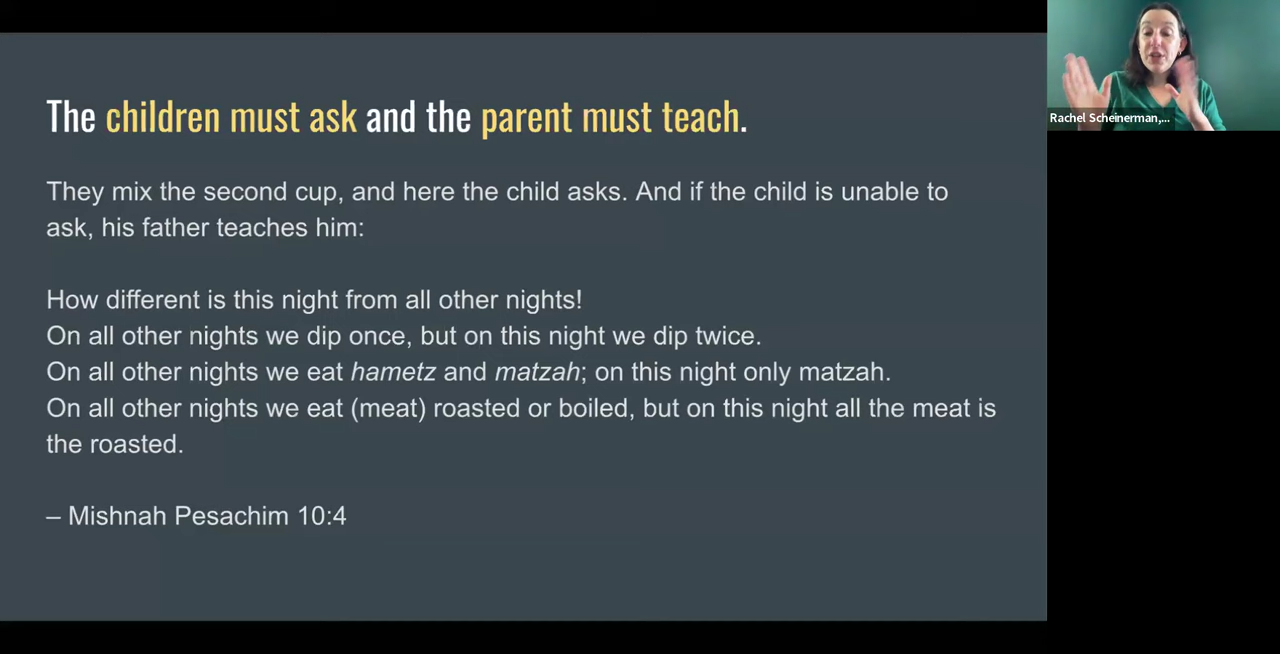 The children must ask and the parent must teach.
They mix the second cup, and here the child asks. And if the child is unable to
ask, his father teaches him:
How different is this night from all other nights!
On all other nights we dip once, but on this night we dip twice.
On all other nights we eat hametz and matzah; on this night only matzah.
On all other nights we eat (meat) roasted or boiled, but on this night all the meat is
the roasted.
– Mishnah Pesachim 10:4
Rachel Scheinerman,...